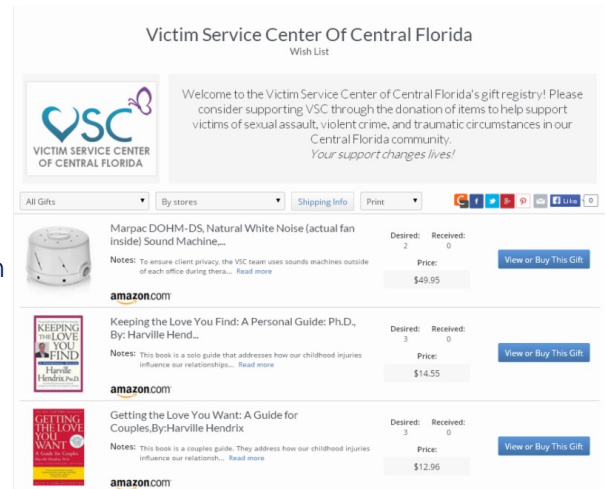 Victim Service Center Of Central Florida
Wish List
VSC
VICTIM SERVICE CENTER
OF CENTRAL FLORIDA
Welcome to the Victim Service Center of Central Florida's gift registry! Please
consider supporting VSC through the donation of items to help support
victims of sexual assault, violent crime, and traumatic circumstances in our
Central Florida community.
Your support changes lives!
All Gifts
By stores
Shipping Info
Print
Like 0
Marpac DOHM-DS, Natural White Noise (actual fan
inside) Sound Machine,...
Notes: To ensure client privacy, the VSC team uses sounds machines outside
of each office during thera... Read more
amazon.com
Desired: Received:
2 0
Price:
$49.95
View or Buy This Gift
KEEPING
THE LOVE
YOU
FIND
A PERSONAL GUIDE
Harville
Hendrix, PH.D.
Keeping the Love You Find: A Personal Guide: Ph.D.,
By: Harville Hend...
Notes: This book is a solo guide that addresses how our childhood injuries
influence our relationships... Read more
amazon.com
Desired: Received:
3 0
Price:
$14.55
View or Buy This Gift
GETTING
THE LOVE
YOU
WANT
A Guide for Couples
Getting the Love You Want: A Guide for
Couples,By:Harville Hendrix
Notes: This book is a couples guide. They address how our childhood injuries
influence our relationsh... Read more
amazon.com
Desired: Received:
3 0
Price:
$12.96
View or Buy This Gift